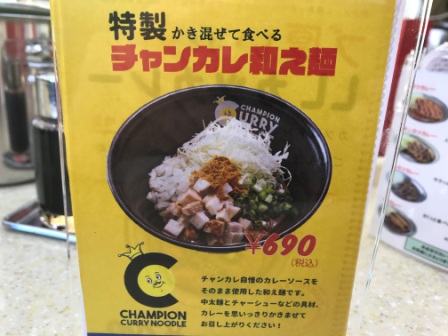 特製 かき混ぜて食べる
チャンカレ和え麺
CHAMPION
CURRY
¥690
(税込)
チャンカレ自慢のカレーソースを
そのまま使用した和え麺です。
中太麺とチャーシューなどの具材、
カレーを思いっきりかきまぜて
お召し上がりください!
CHAMPION
CURRY NOODLE